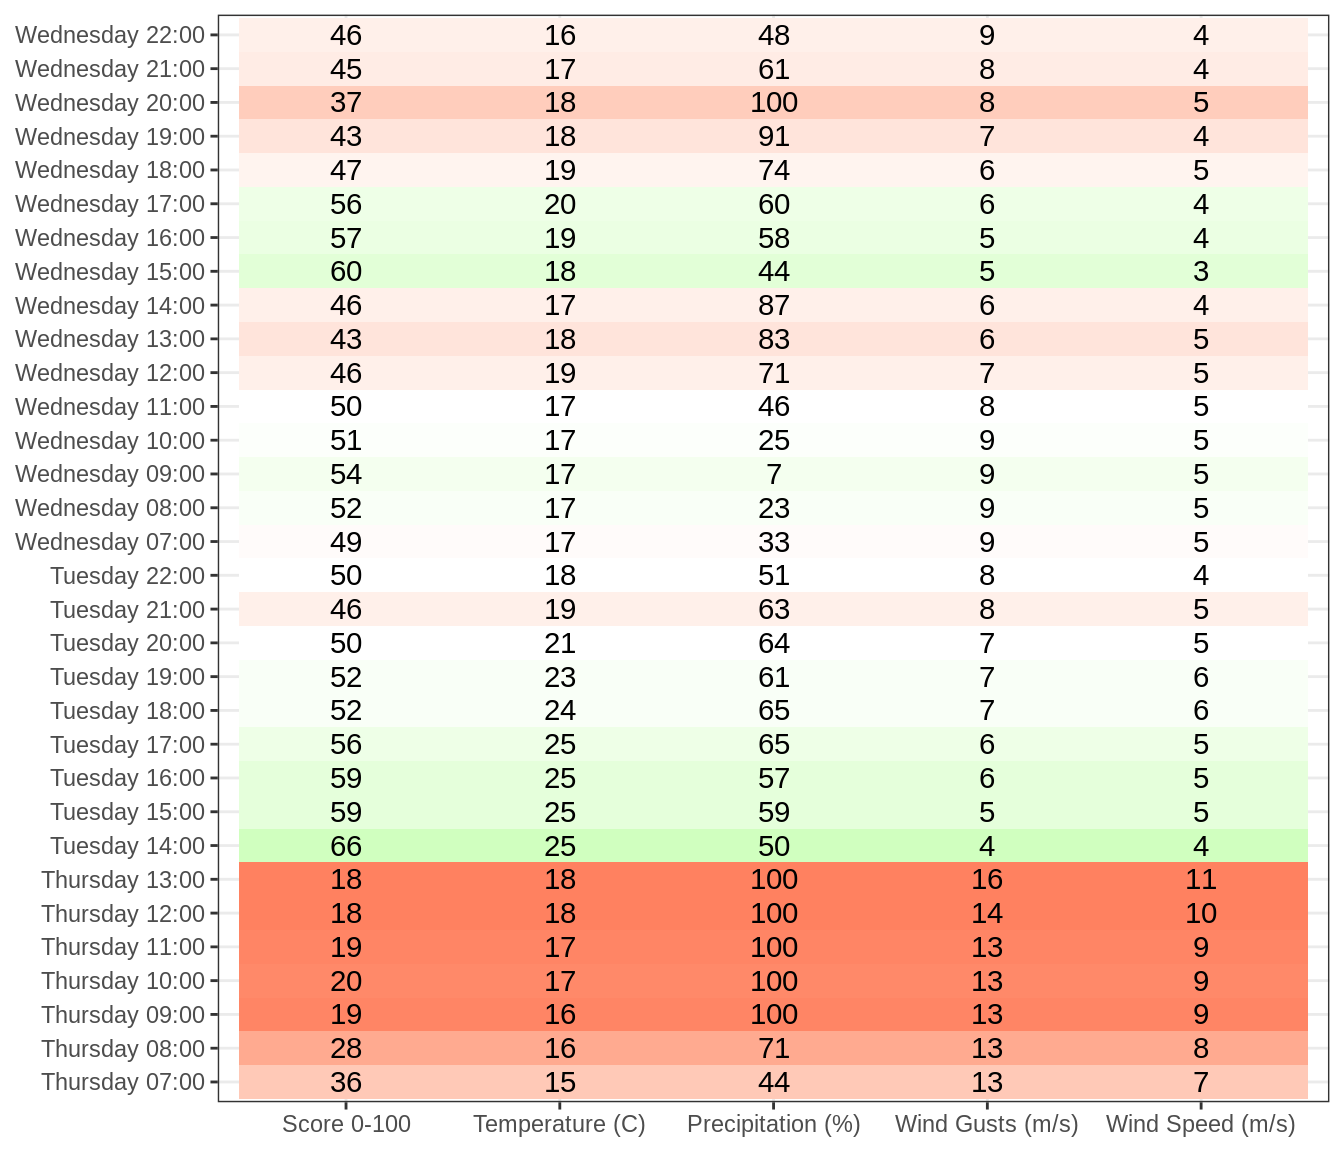 Wednesday 22:00 46 16 48 9 4
Wednesday 21:00 45 17 61 8 4
Wednesday 20:00 37 18 100 8 5
Wednesday 19:00 43 18 91 7 4
Wednesday 18:00 47 19 74 6 5
Wednesday 17:00 56 20 60 6 4
Wednesday 16:00 57 19 58 5 4
Wednesday 15:00 60 18 44 5 3
Wednesday 14:00 46 17 87 6 4
Wednesday 13:00 43 18 83 6 5
Wednesday 12:00 46 19 71 7 5
Wednesday 11:00 50 17 46 8 5
Wednesday 10:00 51 17 25 9 5
Wednesday 09:00 54 17 7 9 5
Wednesday 08:00 52 17 23 9 5
Wednesday 07:00 49 17 33 9 5
Tuesday 22:00 50 18 51 8 4
Tuesday 21:00 46 19 63 8 5
Tuesday 20:00 50 21 64 7 5
Tuesday 19:00 52 23 61 7 6
Tuesday 18:00 52 24 65 7 6
Tuesday 17:00 56 25 65 6 5
Tuesday 16:00 59 25 57 6 5
Tuesday 15:00 59 25 59 5 5
Tuesday 14:00 66 25 50 4 4
Thursday 13:00 18 18 100 16 11
Thursday 12:00 18 18 100 14 10
Thursday 11:00 19 17 100 13 9
Thursday 10:00 20 17 100 13 9
Thursday 09:00 19 16 100 13 9
Thursday 08:00 28 16 71 13 8
Thursday 07:00 36 15 44 13 7
Score 0-100 Temperature (C) Precipitation (%) Wind Gusts (m/s) Wind Speed (m/s)